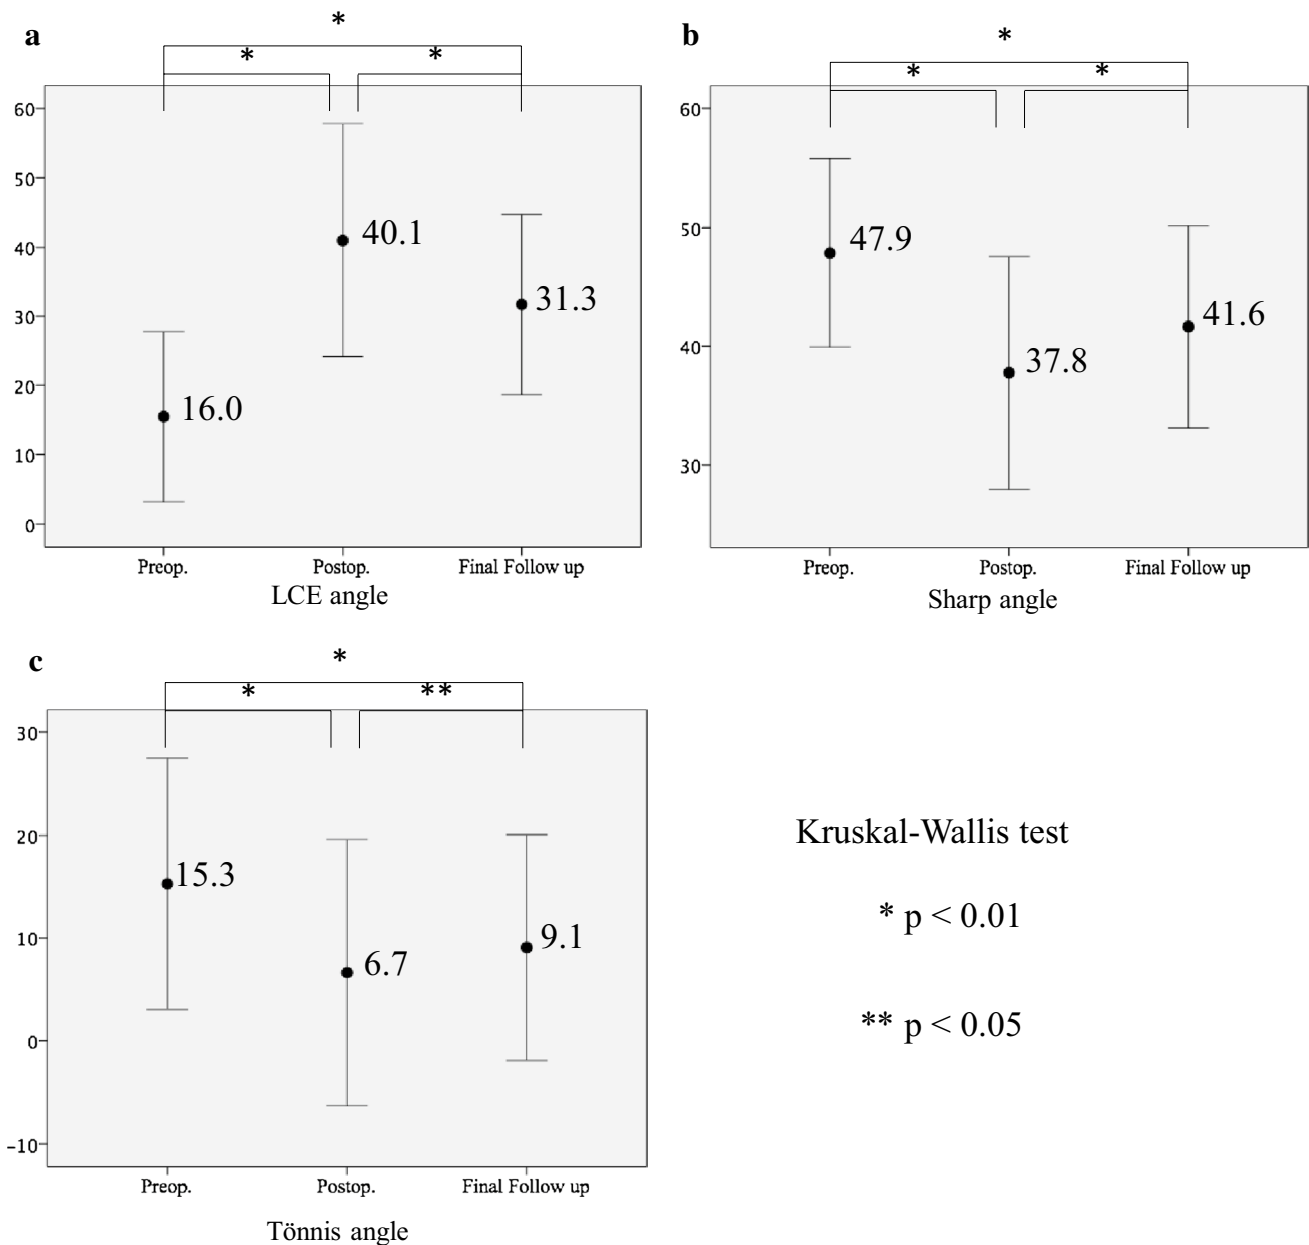 a
*
* *
60
50
40
30
20
10
0
40.1
31.3
16.0
Preop. Postop. Final Follow up
LCE angle
b
*
* *
60
50
40
30
47.9
41.6
37.8
Preop. Postop. Final Follow up
Sharp angle
c
*
* **
30
20
10
0
-10
15.3
9.1
6.7
Preop. Postop. Final Follow up
Tönnis angle
Kruskal-Wallis test
* p < 0.01
** p < 0.05